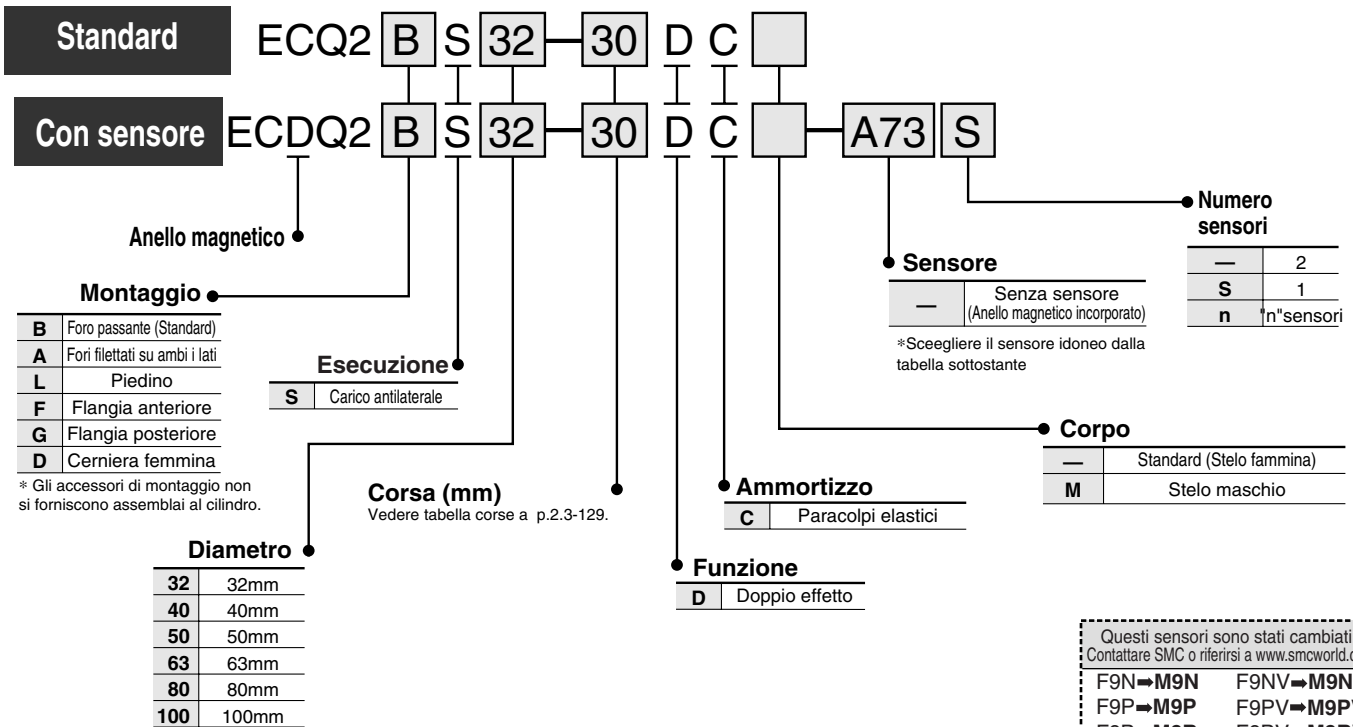 Standard ECQ2 B S 32 — 30 D C
Con sensore ECDQ2 B S 32 — 30 D C — A73 S
Anello magnetico
Numero
sensori
— 2
S 1
n "n"sensori
Sensore
— Senza sensore
(Anello magnetico incorporato)
*Sceegliere il sensore idoneo dalla
tabella sottostante
Montaggio
B Foro passante (Standard)
A Fori filettati su ambi i lati
L Piedino
F Flangia anteriore
G Flangia posteriore
D Cerniera femmina
* Gli accessori di montaggio non
si forniscono assemblai al cilindro.
Esecuzione
S Carico antilaterale
Corpo
— Standard (Stelo fammina)
M Stelo maschio
Corsa (mm)
Vedere tabella corse a p.2.3-129.
Ammortizzo
C Paracolpi elastici
Diametro
32 32mm
40 40mm
50 50mm
63 63mm
80 80mm
100 100mm
Funzione
D Doppio effetto
Questi sensori sono stati cambiati
Contattare SMC o riferirsi a www.smcworld.c
F9N➡M9N F9NV➡M9N
F9P➡M9P F9PV➡M9PV